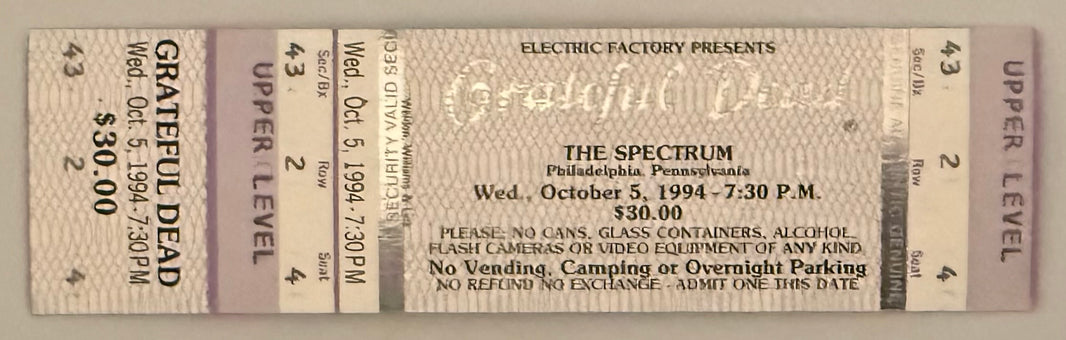 GRATEFUL DEAD
Wed., Oct. 5, 1994 - 7:30PM
$30.00
43 2 4
UPPER LEVEL
Sec/Bx Row Seat
43 2 4
Wed., Oct. 5, 1994 - 7:30PM
SECURITY VALID SECU
ELECTRIC FACTORY PRESENTS
Grateful Dead
THE SPECTRUM
Philadelphia, Pennsylvania
Wed., October 5, 1994 - 7:30 P.M.
$30.00
PLEASE: NO CANS, GLASS CONTAINERS, ALCOHOL,
FLASH CAMERAS OR VIDEO EQUIPMENT OF ANY KIND
No Vending, Camping or Overnight Parking
NO REFUND NO EXCHANGE - ADMIT ONE THIS DATE
GENUINE
Sec/Bx Row Seat
43 2 4
UPPER LEVEL